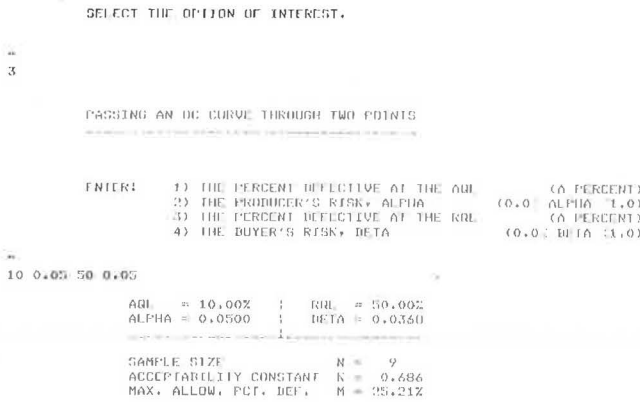 SELECT THE OPTION OF INTEREST.
3
PASSING AN OC CURVE THROUGH TWO POINTS
ENTER: 1) THE PERCENT DEFECTIVE AT THE AQL (A PERCENT)
2) THE PRODUCER'S RISK, ALPHA (0.0 ALPHA 1.0)
3) THE PERCENT DEFECTIVE AT THE RQL (A PERCENT)
4) THE BUYER'S RISK, BETA (0.0 BETA 1.0)
10 0.05 50 0.05
AQL = 10.00% | RQL = 50.00%
ALPHA = 0.0500 | BETA = 0.0360
SAMPLE SIZE N = 9
ACCEPTABILITY CONSTANT K = 0.686
MAX. ALLOW. PCT. DEF. M = 25.21%